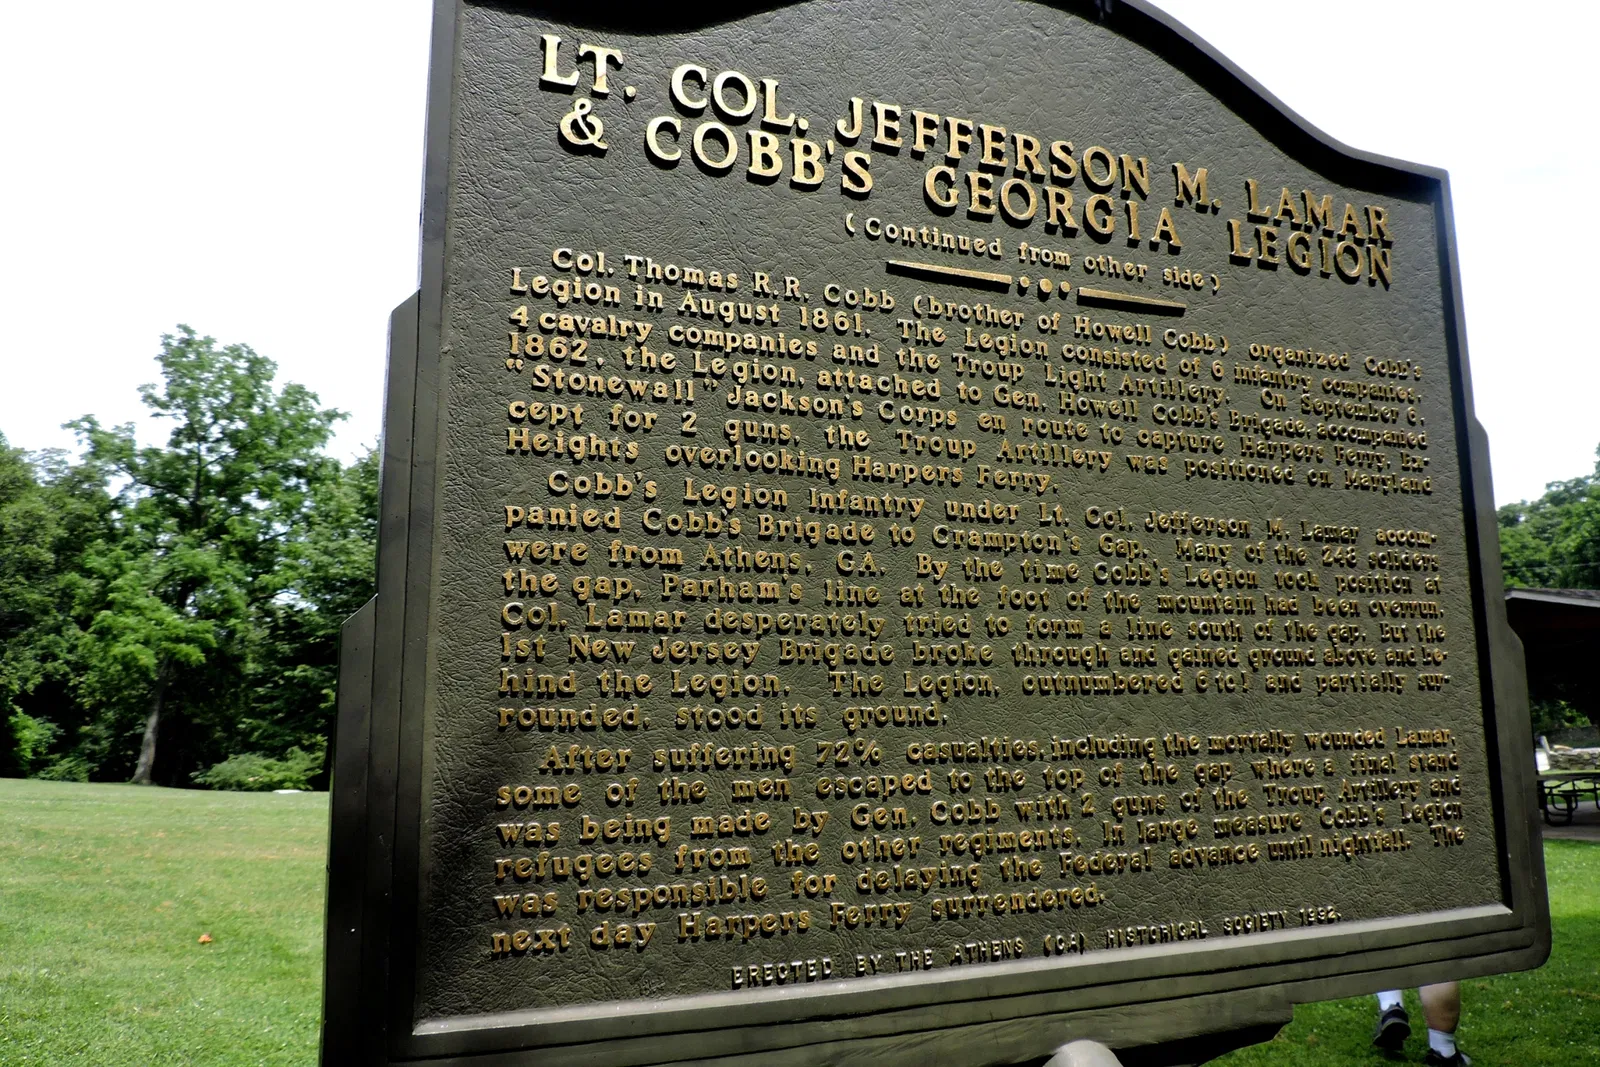 LT. COL. JEFFERSON M. LAMAR
& COBB'S GEORGIA LEGION
(Continued from other side)
Col. Thomas R.R. Cobb (brother of Howell Cobb) organized Cobb's
Legion in August 1861. The Legion consisted of 6 infantry companies,
4 cavalry companies and the Troup Light Artillery. On September 6,
1862, the Legion, attached to Gen. Howell Cobb's Brigade, accompanied
“Stonewall” Jackson's Corps en route to capture Harpers Ferry. Ex-
cept for 2 guns, the Troup Artillery was positioned on Maryland
Heights overlooking Harpers Ferry.
Cobb's Legion Infantry under Lt. Col. Jefferson M. Lamar accom-
panied Cobb's Brigade to Crampton's Gap. Many of the 248 soliders
were from Athens, GA. By the time Cobb's Legion took position at
the gap, Parham's line at the foot of the mountain had been overrun.
Col. Lamar desperately tried to form a line south of the gap. But the
1st New Jersey Brigade broke through and gained ground above and be-
hind the Legion. The Legion, outnumbered 6 to 1 and partially sur-
rounded, stood its ground.
After suffering 72% casualties, including the mortally wounded Lamar,
some of the men escaped to the top of the gap where a final stand
was being made by Gen. Cobb with 2 guns of the Troup Artillery and
refugees from the other regiments. In large measure Cobb's Legion
was responsible for delaying the Federal advance until nightfall. The
next day Harpers Ferry surrendered.
ERECTED BY THE ATHENS (GA) HISTORICAL SOCIETY 1992.